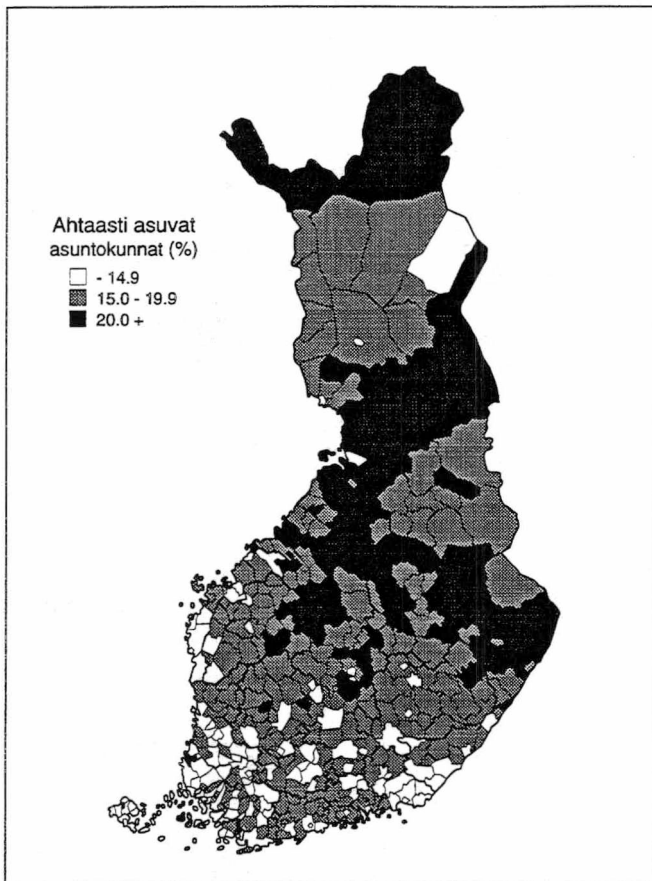 Ahtaasti asuvat
asuntokunnat (%)
- 14.9
15.0 - 19.9
20.0 +